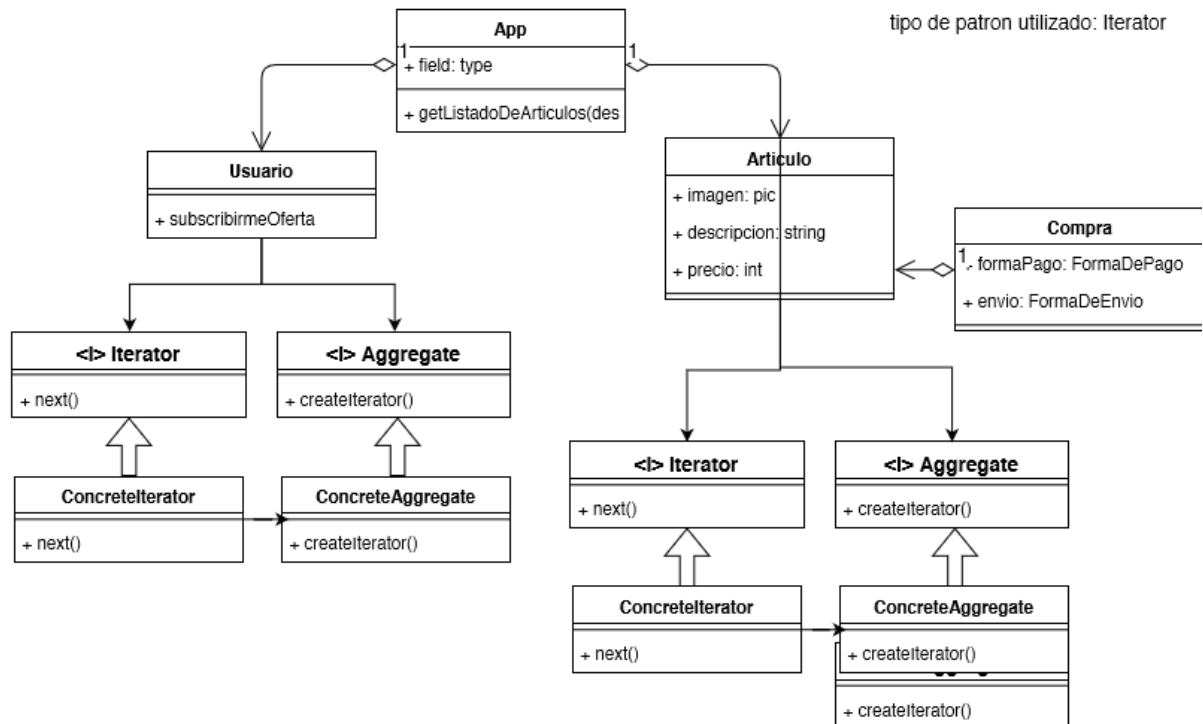 tipo de patron utilizado: Iterator
App
1
1
+ field: type
+ getListadoDeArticulos(des
Usuario
+ subscribirmeOferta
Articulo
+ imagen: pic
+ descripcion: string
+ precio: int
Compra
1
- formaPago: FormaDePago
+ envio: FormaDeEnvio
<I> Iterator
+ next()
<I> Aggregate
+ createIterator()
ConcreteIterator
+ next()
ConcreteAggregate
+ createIterator()
<I> Iterator
+ next()
<I> Aggregate
+ createIterator()
ConcreteIterator
+ next()
ConcreteAggregate
+ createIterator()
+ createIterator()